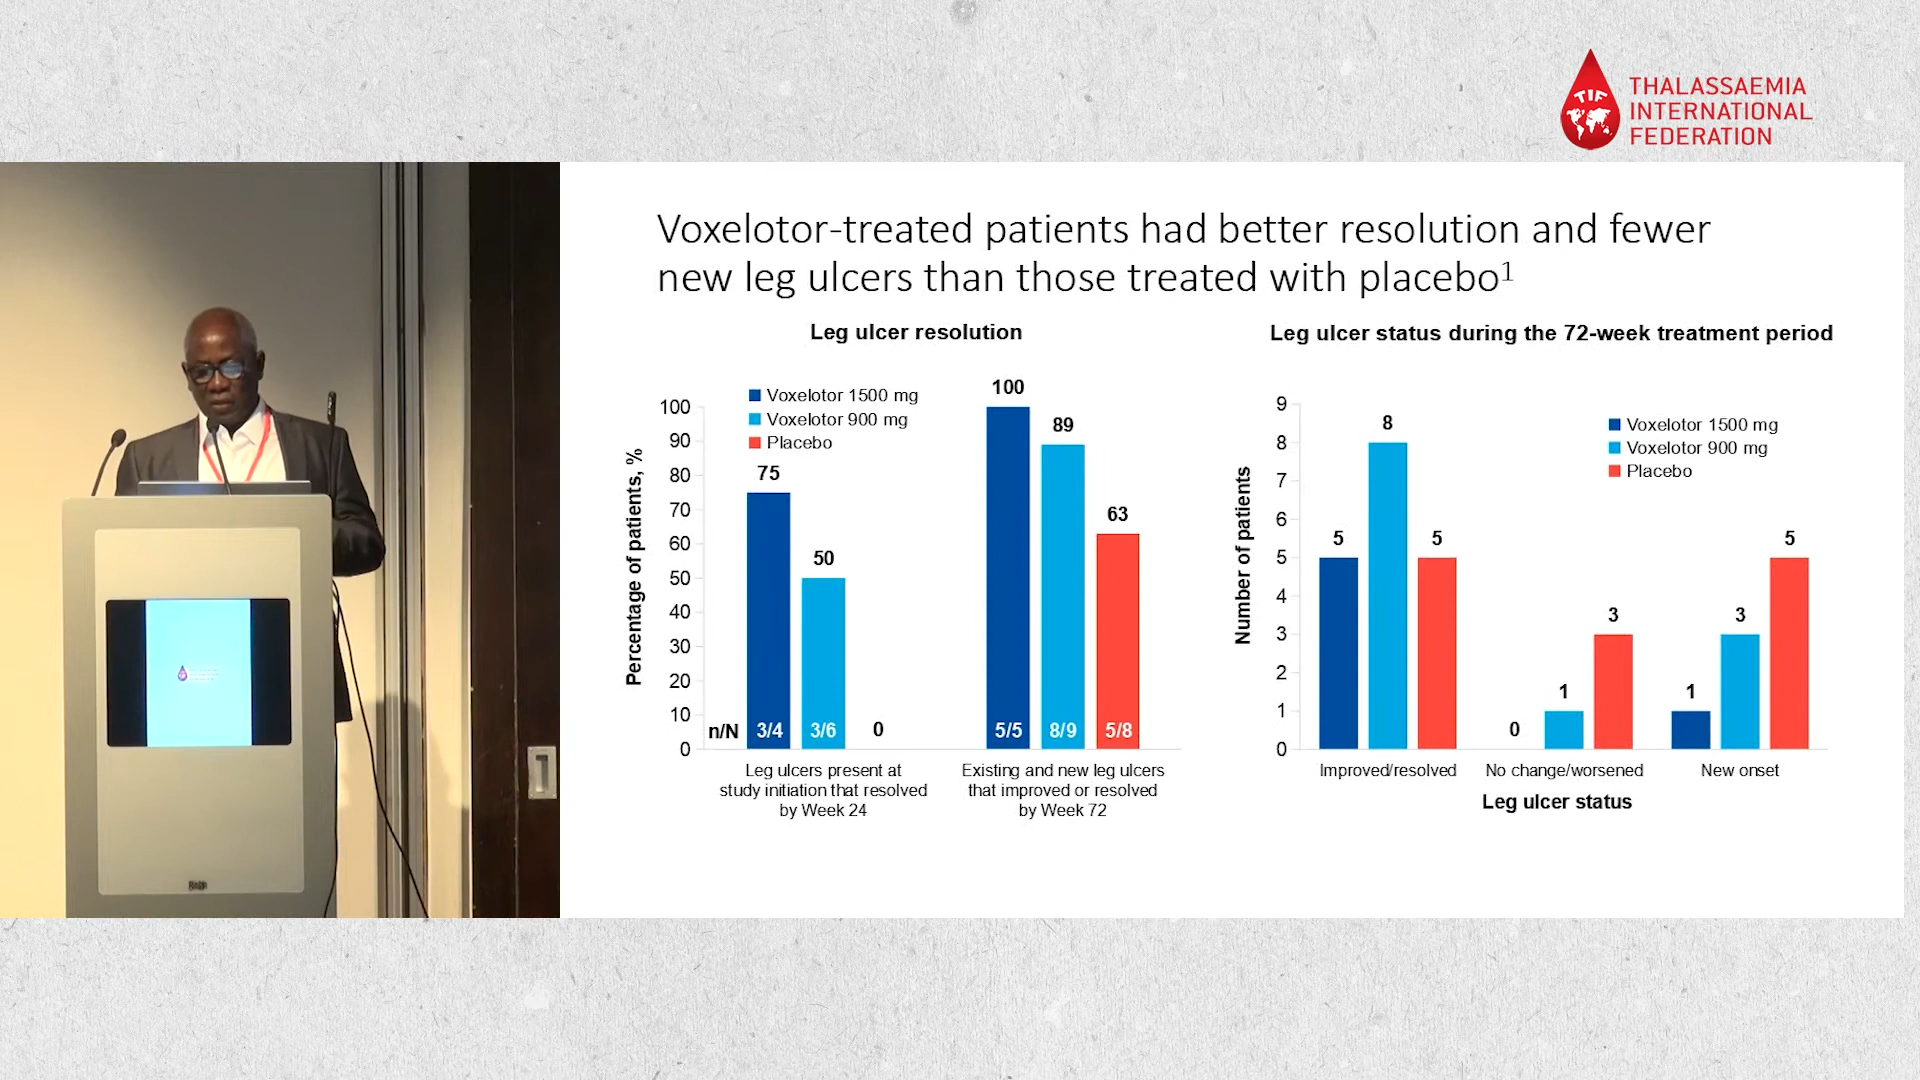 TIF
THALASSAEMIA
INTERNATIONAL
FEDERATION
Voxelotor-treated patients had better resolution and fewer
new leg ulcers than those treated with placebo¹
Leg ulcer resolution
Voxelotor 1500 mg
Voxelotor 900 mg
Placebo
Percentage of patients, %
100
90
80
70
60
50
40
30
20
10
0
75
50
0
100
89
63
n/N
3/4
3/6
5/5
8/9
5/8
Leg ulcers present at
study initiation that resolved
by Week 24
Existing and new leg ulcers
that improved or resolved
by Week 72
Leg ulcer status during the 72-week treatment period
Voxelotor 1500 mg
Voxelotor 900 mg
Placebo
Number of patients
9
8
7
6
5
4
3
2
1
0
5
8
5
0
1
3
1
3
5
Improved/resolved
No change/worsened
New onset
Leg ulcer status